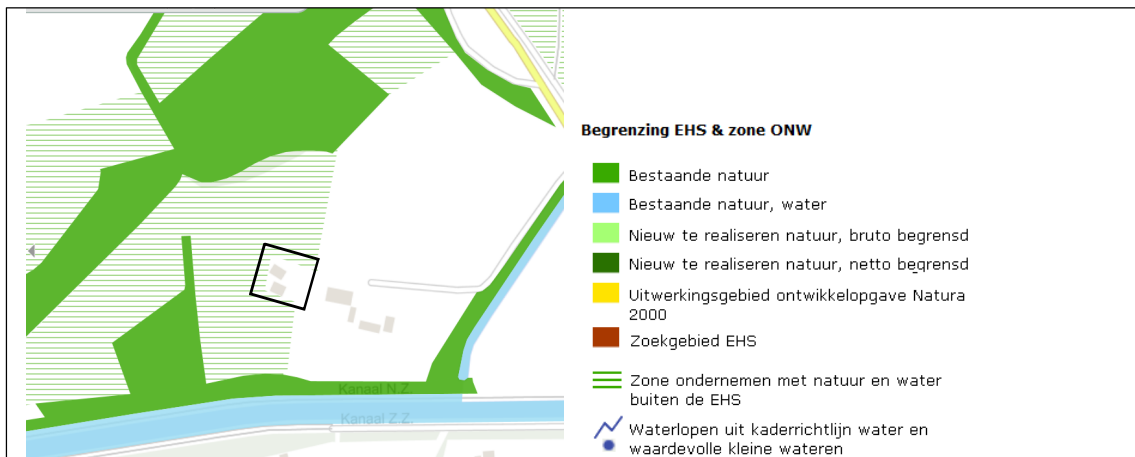 Begrenzing EHS & zone ONW
Bestaande natuur
Bestaande natuur, water
Nieuw te realiseren natuur, bruto begrensd
Nieuw te realiseren natuur, netto begrensd
Uitwerkingsgebied ontwikkelopgave Natura
2000
Zoekgebied EHS
Zone ondernemen met natuur en water
buiten de EHS
Waterlopen uit kaderrichtlijn water en
waardevolle kleine wateren
Kanaal N.Z.
Kanaal Z.Z.